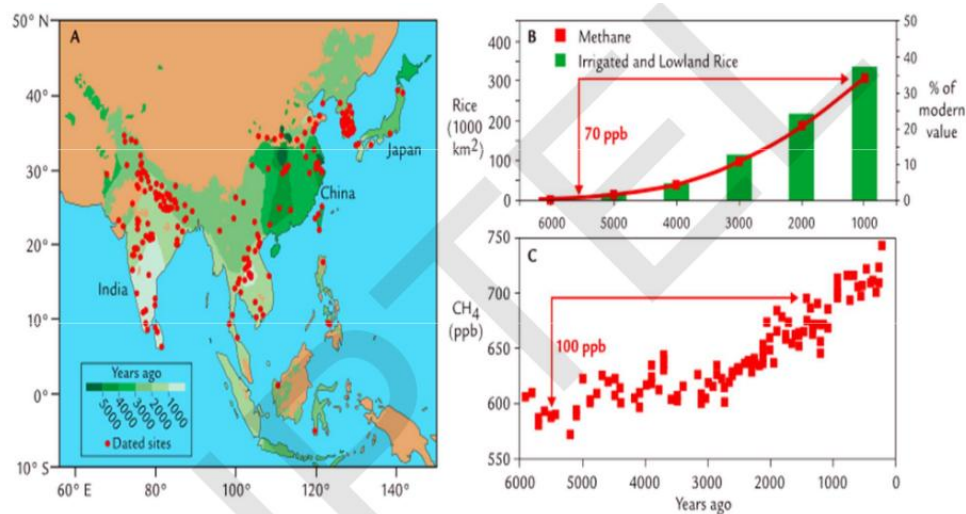 A
50° N
40°
30°
20°
10°
0°
10° S
60° E
80°
100°
120°
140°
Japan
China
India
Years ago
5000
4000
3000
2000
1000
Dated sites
B
Methane
Irrigated and Lowland Rice
Rice
(1000
km²)
400
300
200
100
0
70 ppb
50
40
30
20
10
0
% of
modern
value
6000
5000
4000
3000
2000
1000
C
CH₄
(ppb)
750
700
650
600
550
100 ppb
6000
5000
4000
3000
2000
1000
0
Years ago